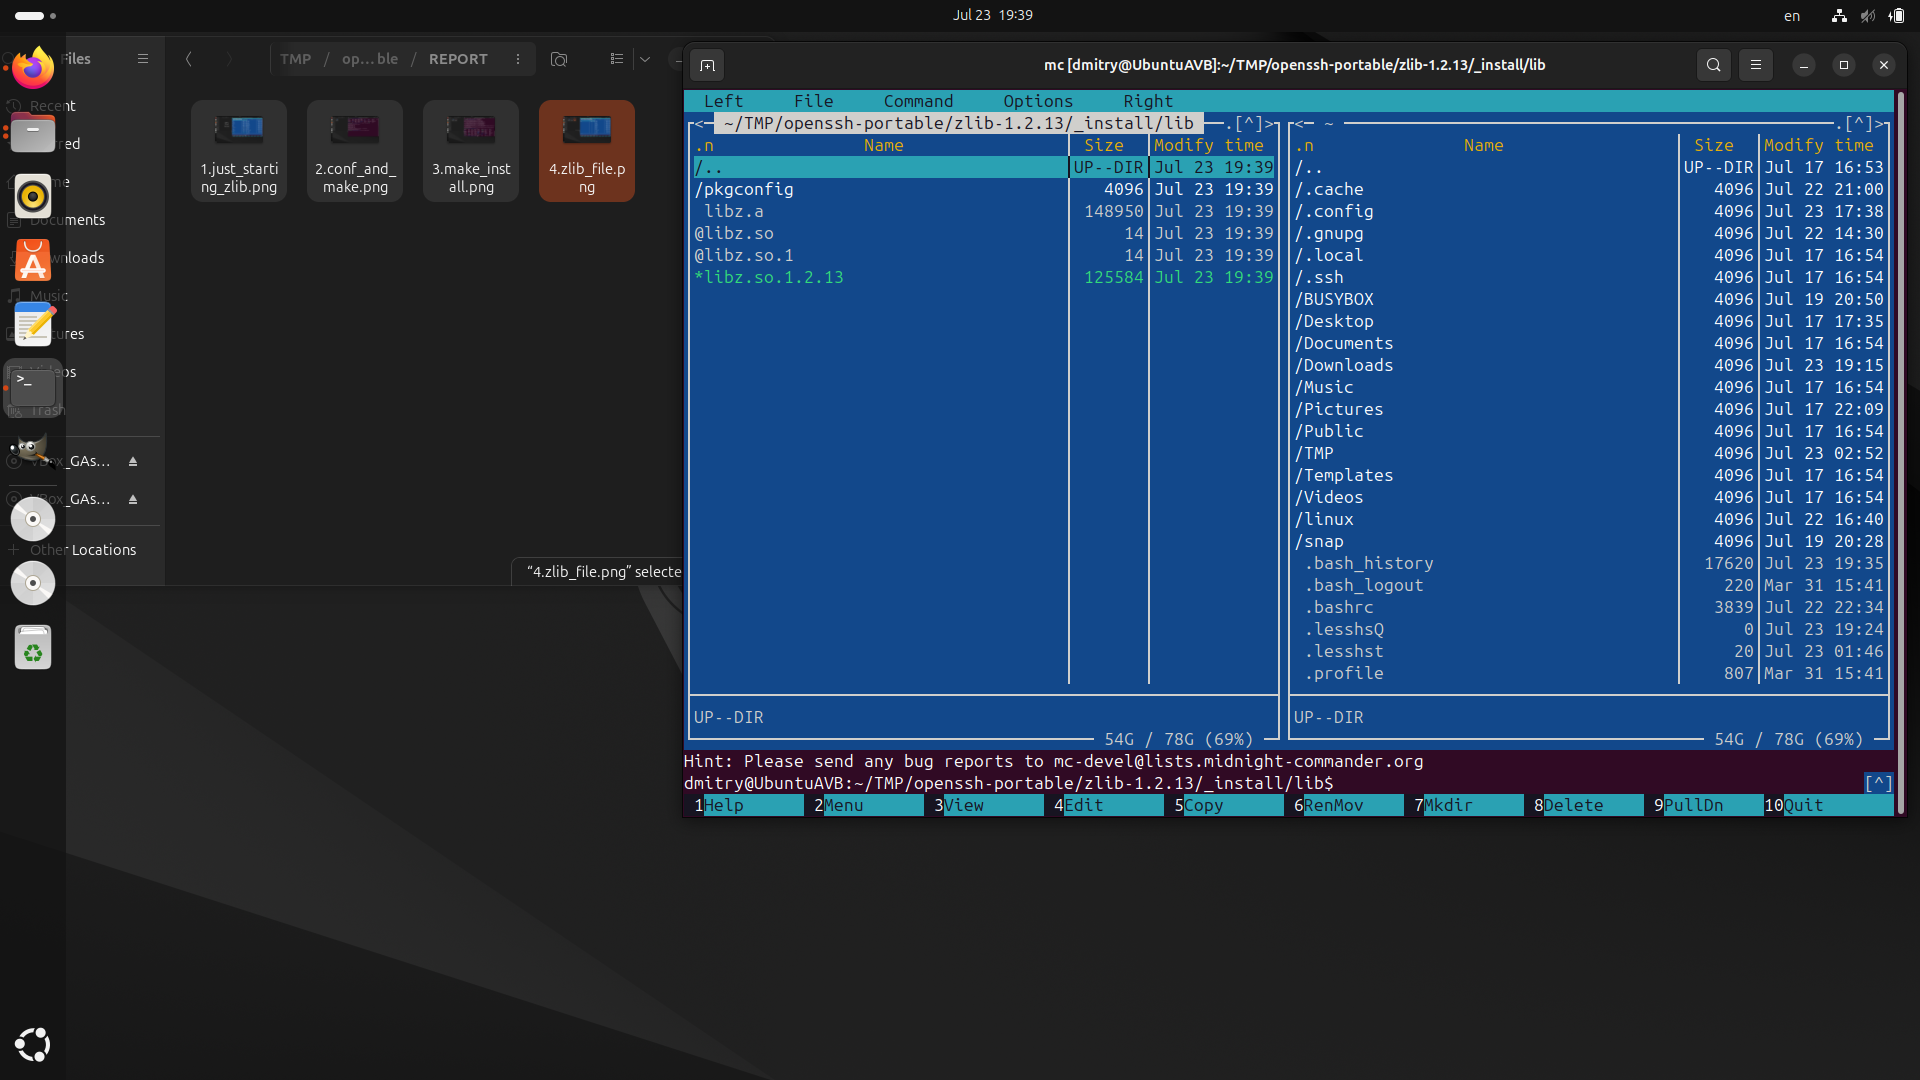 Jul 23 19:39
en
Files
TMP / op…ble / REPORT
Recent
Documents
Music
Trash
Other Locations
1.just_starti
ng_zlib.png
2.conf_and_
make.png
3.make_inst
all.png
4.zlib_file.p
ng
“4.zlib_file.png” selecte
mc [dmitry@UbuntuAVB]:~/TMP/openssh-portable/zlib-1.2.13/_install/lib
Left File Command Options Right
<─ ~/TMP/openssh-portable/zlib-1.2.13/_install/lib ─.[^]>
.n Name Size Modify time
/.. UP--DIR Jul 23 19:39
/pkgconfig 4096 Jul 23 19:39
libz.a 148950 Jul 23 19:39
@libz.so 14 Jul 23 19:39
@libz.so.1 14 Jul 23 19:39
*libz.so.1.2.13 125584 Jul 23 19:39
UP--DIR
54G / 78G (69%)
<─ ~ ─.[^]>
.n Name Size Modify time
/.. UP--DIR Jul 17 16:53
/.cache 4096 Jul 22 21:00
/.config 4096 Jul 23 17:38
/.gnupg 4096 Jul 22 14:30
/.local 4096 Jul 17 16:54
/.ssh 4096 Jul 17 16:54
/BUSYBOX 4096 Jul 19 20:50
/Desktop 4096 Jul 17 17:35
/Documents 4096 Jul 17 16:54
/Downloads 4096 Jul 23 19:15
/Music 4096 Jul 17 16:54
/Pictures 4096 Jul 17 22:09
/Public 4096 Jul 17 16:54
/TMP 4096 Jul 23 02:52
/Templates 4096 Jul 17 16:54
/Videos 4096 Jul 17 16:54
/linux 4096 Jul 22 16:40
/snap 4096 Jul 19 20:28
.bash_history 17620 Jul 23 19:35
.bash_logout 220 Mar 31 15:41
.bashrc 3839 Jul 22 22:34
.lesshsQ 0 Jul 23 19:24
.lesshst 20 Jul 23 01:46
.profile 807 Mar 31 15:41
UP--DIR
54G / 78G (69%)
Hint: Please send any bug reports to mc-devel@lists.midnight-commander.org
dmitry@UbuntuAVB:~/TMP/openssh-portable/zlib-1.2.13/_install/lib$ [^]
1Help 2Menu 3View 4Edit 5Copy 6RenMov 7Mkdir 8Delete 9PullDn 10Quit